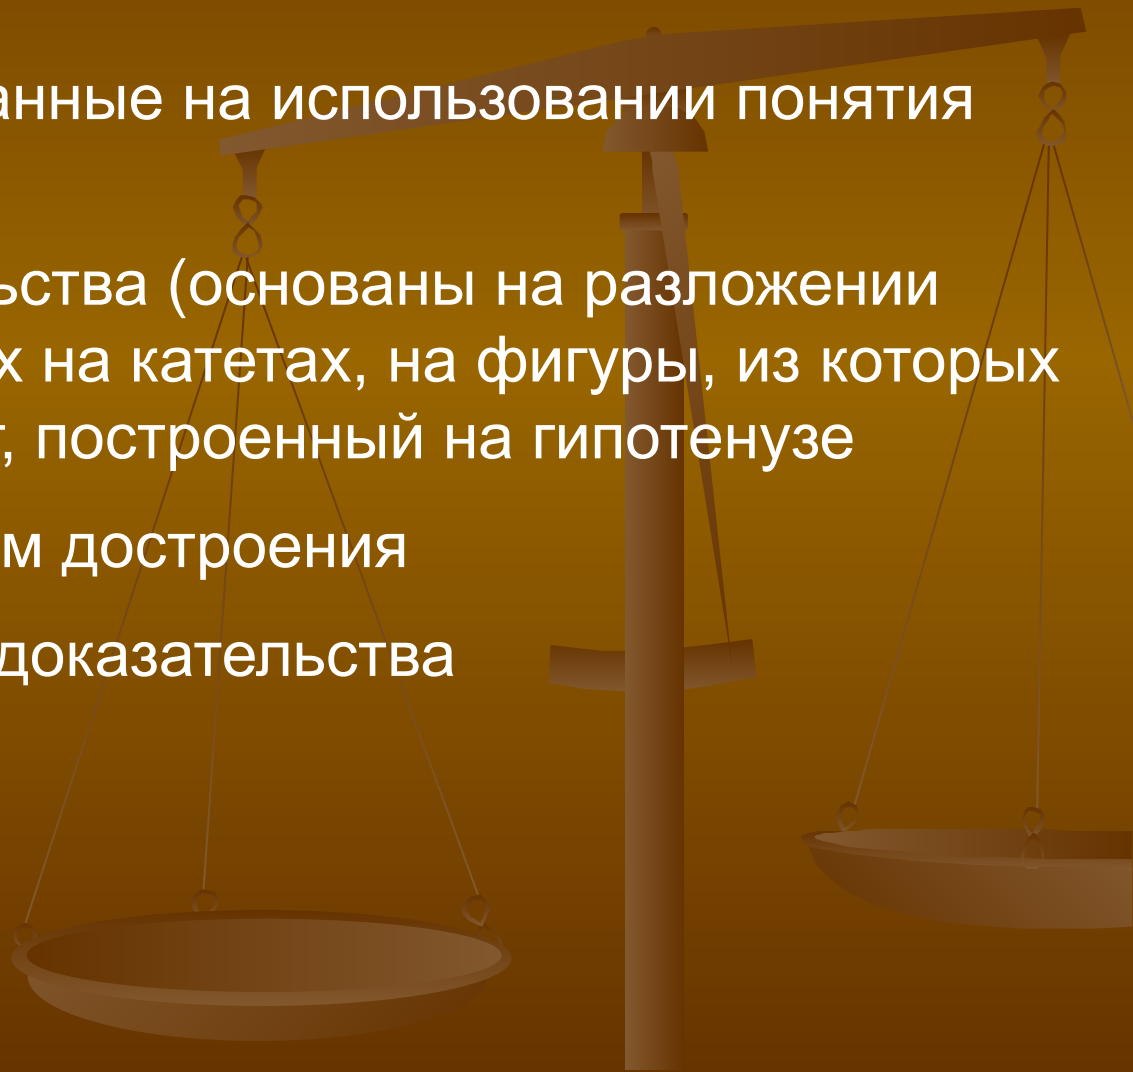 анные на использовании понятия
ьства (основаны на разложении
х на катетах, на фигуры, из которых
т, построенный на гипотенузе
м достроения
доказательства